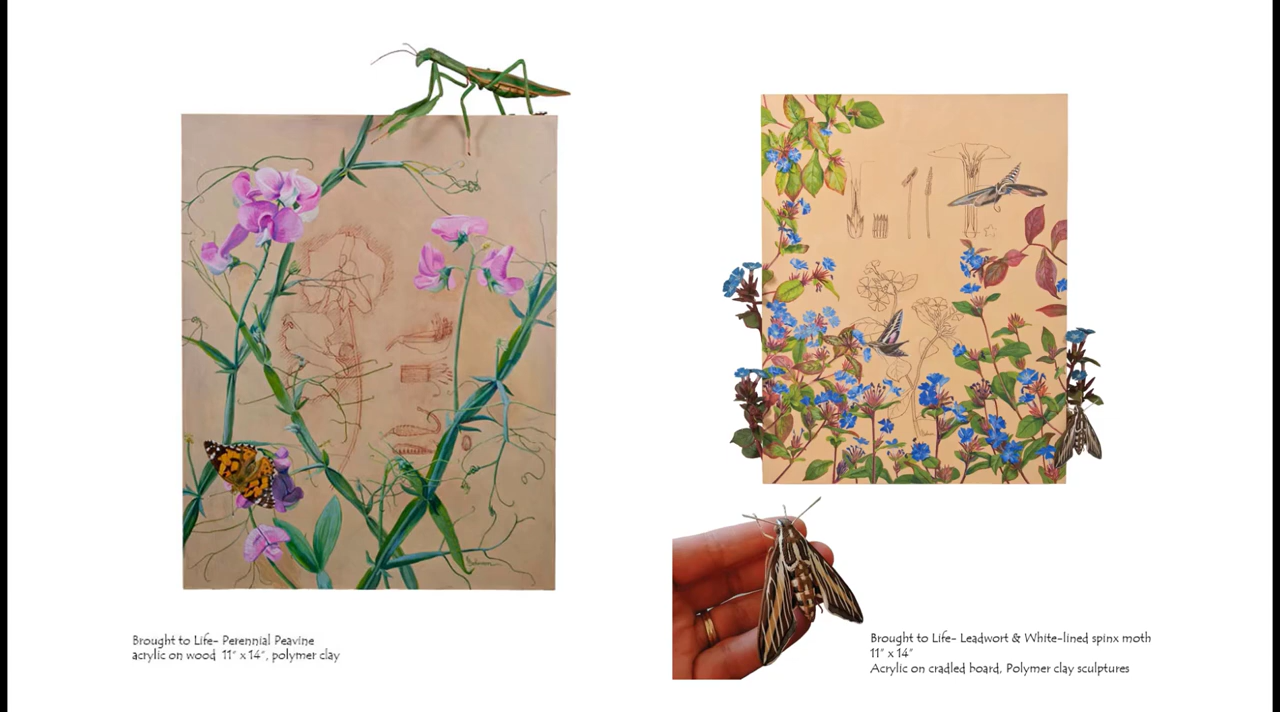 Brought to Life- Perennial Peavine
acrylic on wood 11" x 14", polymer clay
Brought to Life- Leadwort & White-lined spinx moth
11" x 14"
Acrylic on cradled board, Polymer clay sculptures